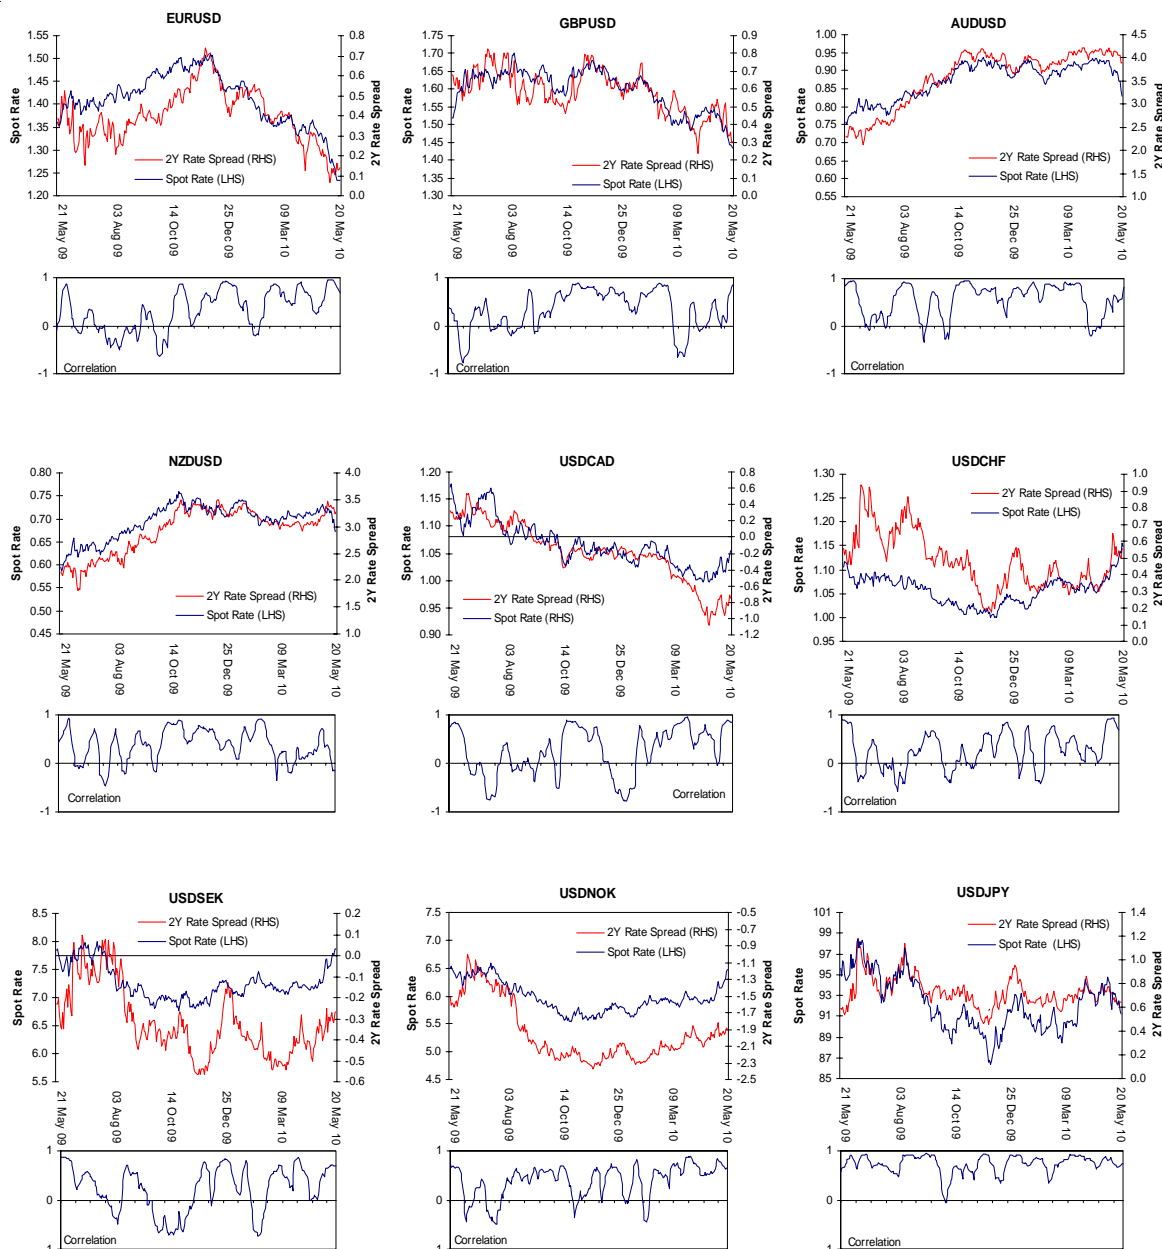 EURUSD
1.55
1.50
1.45
1.40
1.35
1.30
1.25
1.20
Spot Rate
0.8
0.7
0.6
0.5
0.4
0.3
0.2
0.1
0.0
2Y Rate Spread
2Y Rate Spread (RHS)
Spot Rate (LHS)
21 May 09
03 Aug 09
14 Oct 09
25 Dec 09
09 Mar 10
20 May 10
1
0
-1
Correlation
GBPUSD
1.75
1.70
1.65
1.60
1.55
1.50
1.45
1.40
1.35
1.30
Spot Rate
0.9
0.8
0.7
0.6
0.5
0.4
0.3
0.2
0.1
0.0
2Y Rate Spread
2Y Rate Spread (RHS)
Spot Rate (LHS)
21 May 09
03 Aug 09
14 Oct 09
25 Dec 09
09 Mar 10
20 May 10
1
0
-1
Correlation
AUDUSD
1.00
0.95
0.90
0.85
0.80
0.75
0.70
0.65
0.60
0.55
Spot Rate
4.5
4.0
3.5
3.0
2.5
2.0
1.5
1.0
2Y Rate Spread
2Y Rate Spread (RHS)
Spot Rate (LHS)
21 May 09
03 Aug 09
14 Oct 09
25 Dec 09
09 Mar 10
20 May 10
1
0
-1
Correlation
NZDUSD
0.80
0.75
0.70
0.65
0.60
0.55
0.50
0.45
Spot Rate
4.0
3.5
3.0
2.5
2.0
1.5
1.0
2Y Rate Spread
2Y Rate Spread (RHS)
Spot Rate (LHS)
21 May 09
03 Aug 09
14 Oct 09
25 Dec 09
09 Mar 10
20 May 10
1
0
-1
Correlation
USDCAD
1.20
1.15
1.10
1.05
1.00
0.95
0.90
Spot Rate
0.8
0.6
0.4
0.2
0.0
-0.2
-0.4
-0.6
-0.8
-1.0
-1.2
2Y Rate Spread
2Y Rate Spread (RHS)
Spot Rate (RHS)
21 May 09
03 Aug 09
14 Oct 09
25 Dec 09
09 Mar 10
20 May 10
1
0
-1
Correlation
USDCHF
1.30
1.25
1.20
1.15
1.10
1.05
1.00
0.95
Spot Rate
1.0
0.9
0.8
0.7
0.6
0.5
0.4
0.3
0.2
0.1
0.0
2Y Rate Spread
2Y Rate Spread (RHS)
Spot Rate (LHS)
21 May 09
03 Aug 09
14 Oct 09
25 Dec 09
09 Mar 10
20 May 10
1
0
-1
Correlation
USDSEK
8.5
8.0
7.5
7.0
6.5
6.0
5.5
Spot Rate
0.2
0.1
0.0
-0.1
-0.2
-0.3
-0.4
-0.5
-0.6
2Y Rate Spread
2Y Rate Spread (RHS)
Spot Rate (LHS)
21 May 09
03 Aug 09
14 Oct 09
25 Dec 09
09 Mar 10
20 May 10
1
0
Correlation
USDNOK
7.5
7.0
6.5
6.0
5.5
5.0
4.5
Spot Rate
-0.5
-0.7
-0.9
-1.1
-1.3
-1.5
-1.7
-1.9
-2.1
-2.3
-2.5
2Y Rate Spread
2Y Rate Spread (RHS)
Spot Rate (LHS)
21 May 09
03 Aug 09
14 Oct 09
25 Dec 09
09 Mar 10
20 May 10
1
0
Correlation
USDJPY
101
99
97
95
93
91
89
87
85
Spot Rate
1.4
1.2
1.0
0.8
0.6
0.4
0.2
0.0
2Y Rate Spread
2Y Rate Spread (RHS)
Spot Rate (LHS)
21 May 09
03 Aug 09
14 Oct 09
25 Dec 09
09 Mar 10
20 May 10
1
0
Correlation